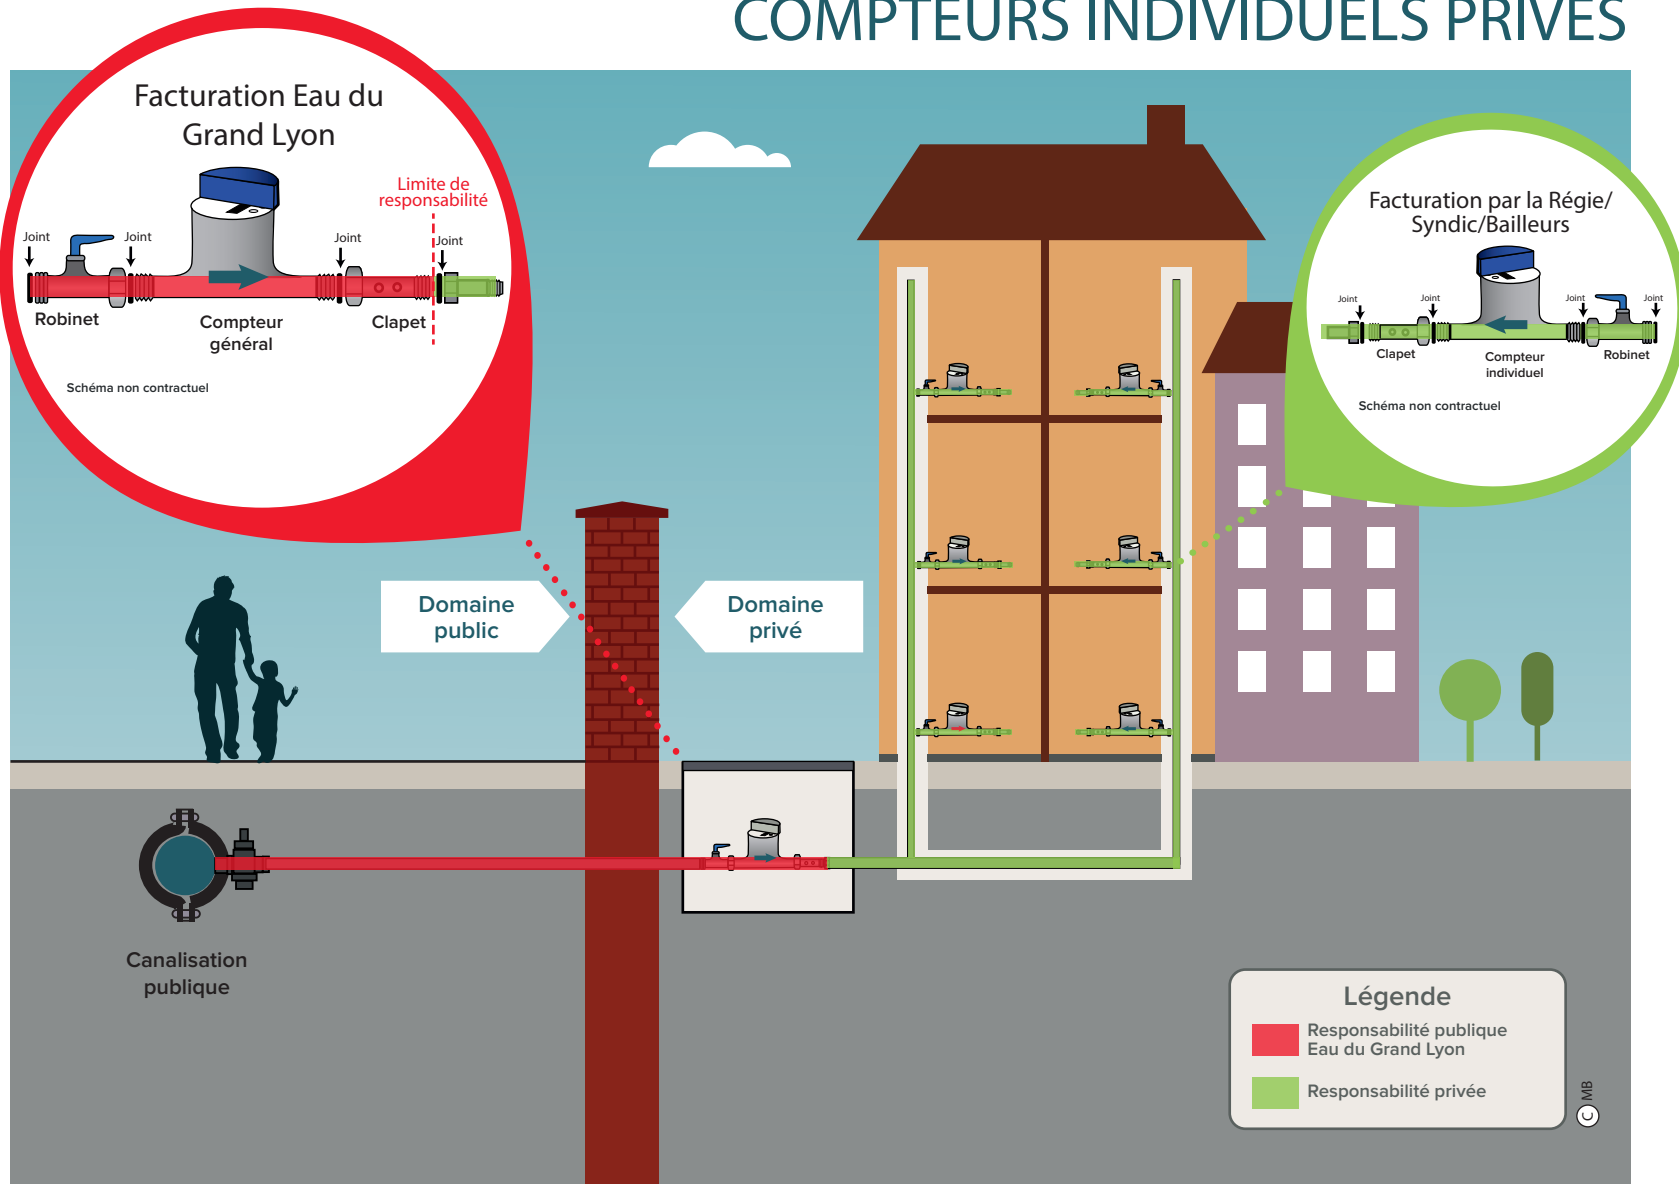 COMPTEURS INDIVIDUELS PRIVÉS
Facturation Eau du
Grand Lyon
Limite de
responsabilité
Joint
Joint
Joint
Joint
Robinet
Compteur
général
Clapet
Schéma non contractuel
Facturation par la Régie/
Syndic/Bailleurs
Joint
Joint
Joint
Joint
Clapet
Compteur
individuel
Robinet
Schéma non contractuel
Domaine
public
Domaine
privé
Canalisation
publique
Légende
Responsabilité publique
Eau du Grand Lyon
Responsabilité privée
C MB